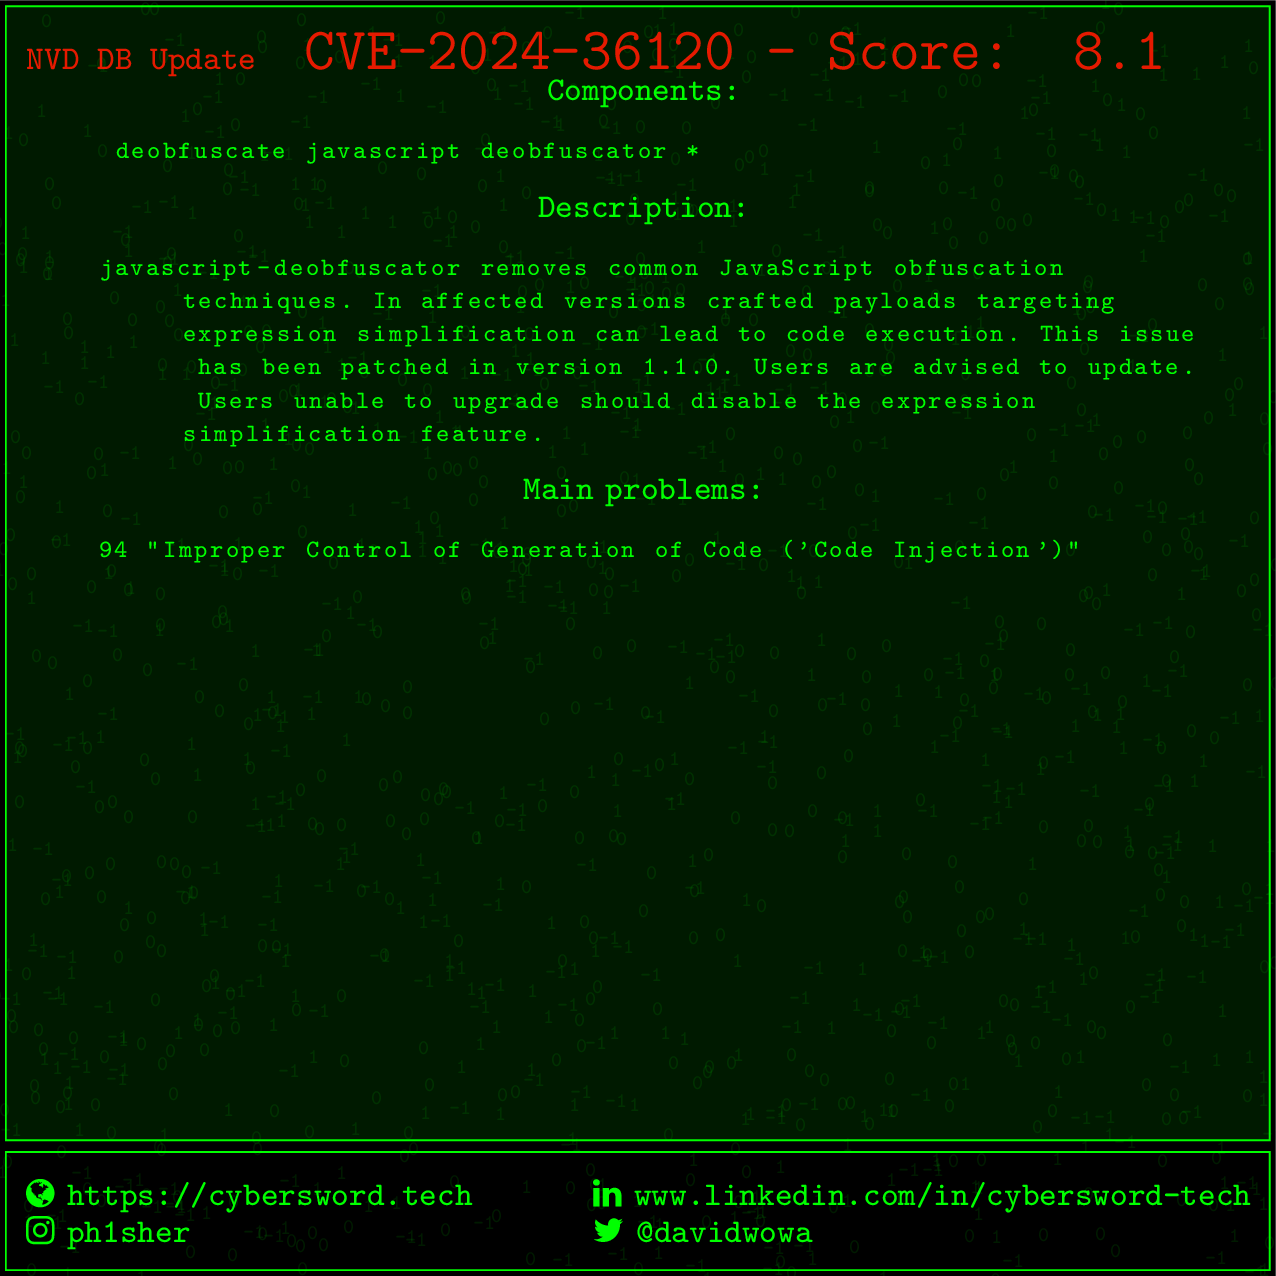 NVD DB Update CVE-2024-36120 - Score: 8.1
Components:
deobfuscate javascript deobfuscator *
Description:
javascript-deobfuscator removes common JavaScript obfuscation
techniques. In affected versions crafted payloads targeting
expression simplification can lead to code execution. This issue
has been patched in version 1.1.0. Users are advised to update.
Users unable to upgrade should disable the expression
simplification feature.
Main problems:
94 "Improper Control of Generation of Code ('Code Injection')"
https://cybersword.tech
www.linkedin.com/in/cybersword-tech
ph1sher
@davidwowa